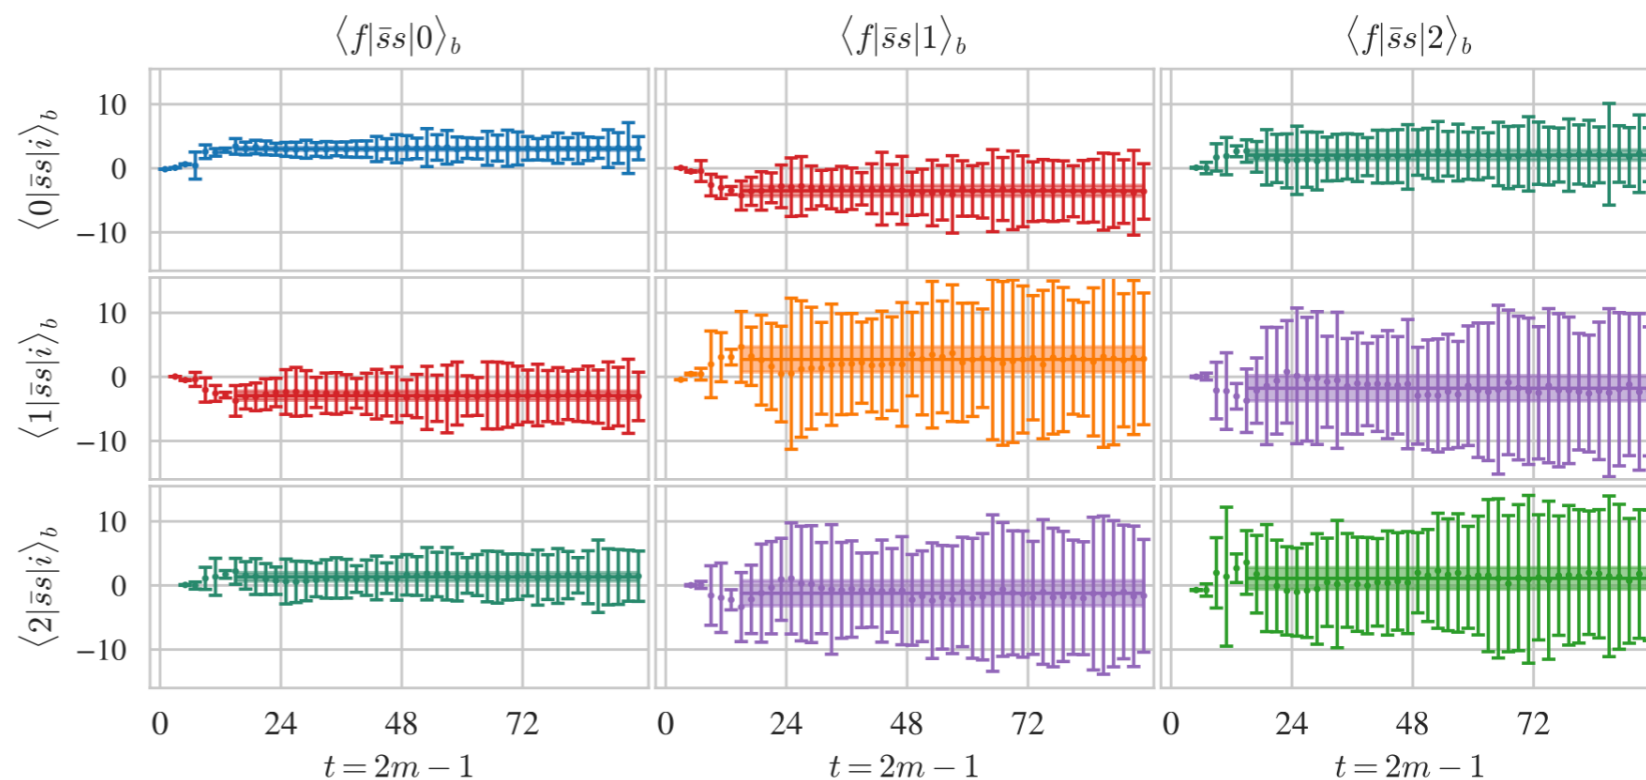 ⟨f|s̄s|0⟩_b ⟨f|s̄s|1⟩_b ⟨f|s̄s|2⟩_b
⟨0|s̄s|i⟩_b
10
0
−10
⟨1|s̄s|i⟩_b
10
0
−10
⟨2|s̄s|i⟩_b
10
0
−10
0 24 48 72 0 24 48 72 0 24 48 72
t = 2m − 1 t = 2m − 1 t = 2m − 1